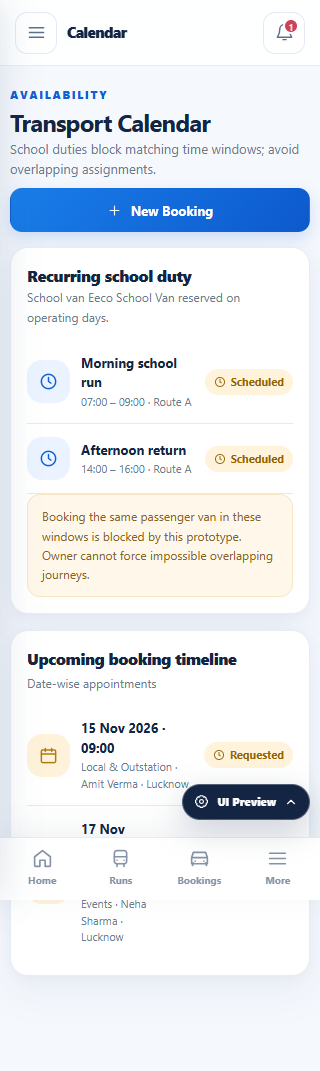 Calendar
1
AVAILABILITY
Transport Calendar
School duties block matching time windows; avoid
overlapping assignments.
New Booking
Recurring school duty
School van Eeco School Van reserved on
operating days.
Morning school
run
07:00 – 09:00 · Route A
Scheduled
Afternoon return
14:00 – 16:00 · Route A
Scheduled
Booking the same passenger van in these
windows is blocked by this prototype.
Owner cannot force impossible overlapping
journeys.
Upcoming booking timeline
Date-wise appointments
15 Nov 2026 ·
09:00
Local & Outstation ·
Amit Verma · Lucknow
Requested
UI Preview
17 Nov
Home
Runs
Bookings
More
Events · Neha
Sharma ·
Lucknow